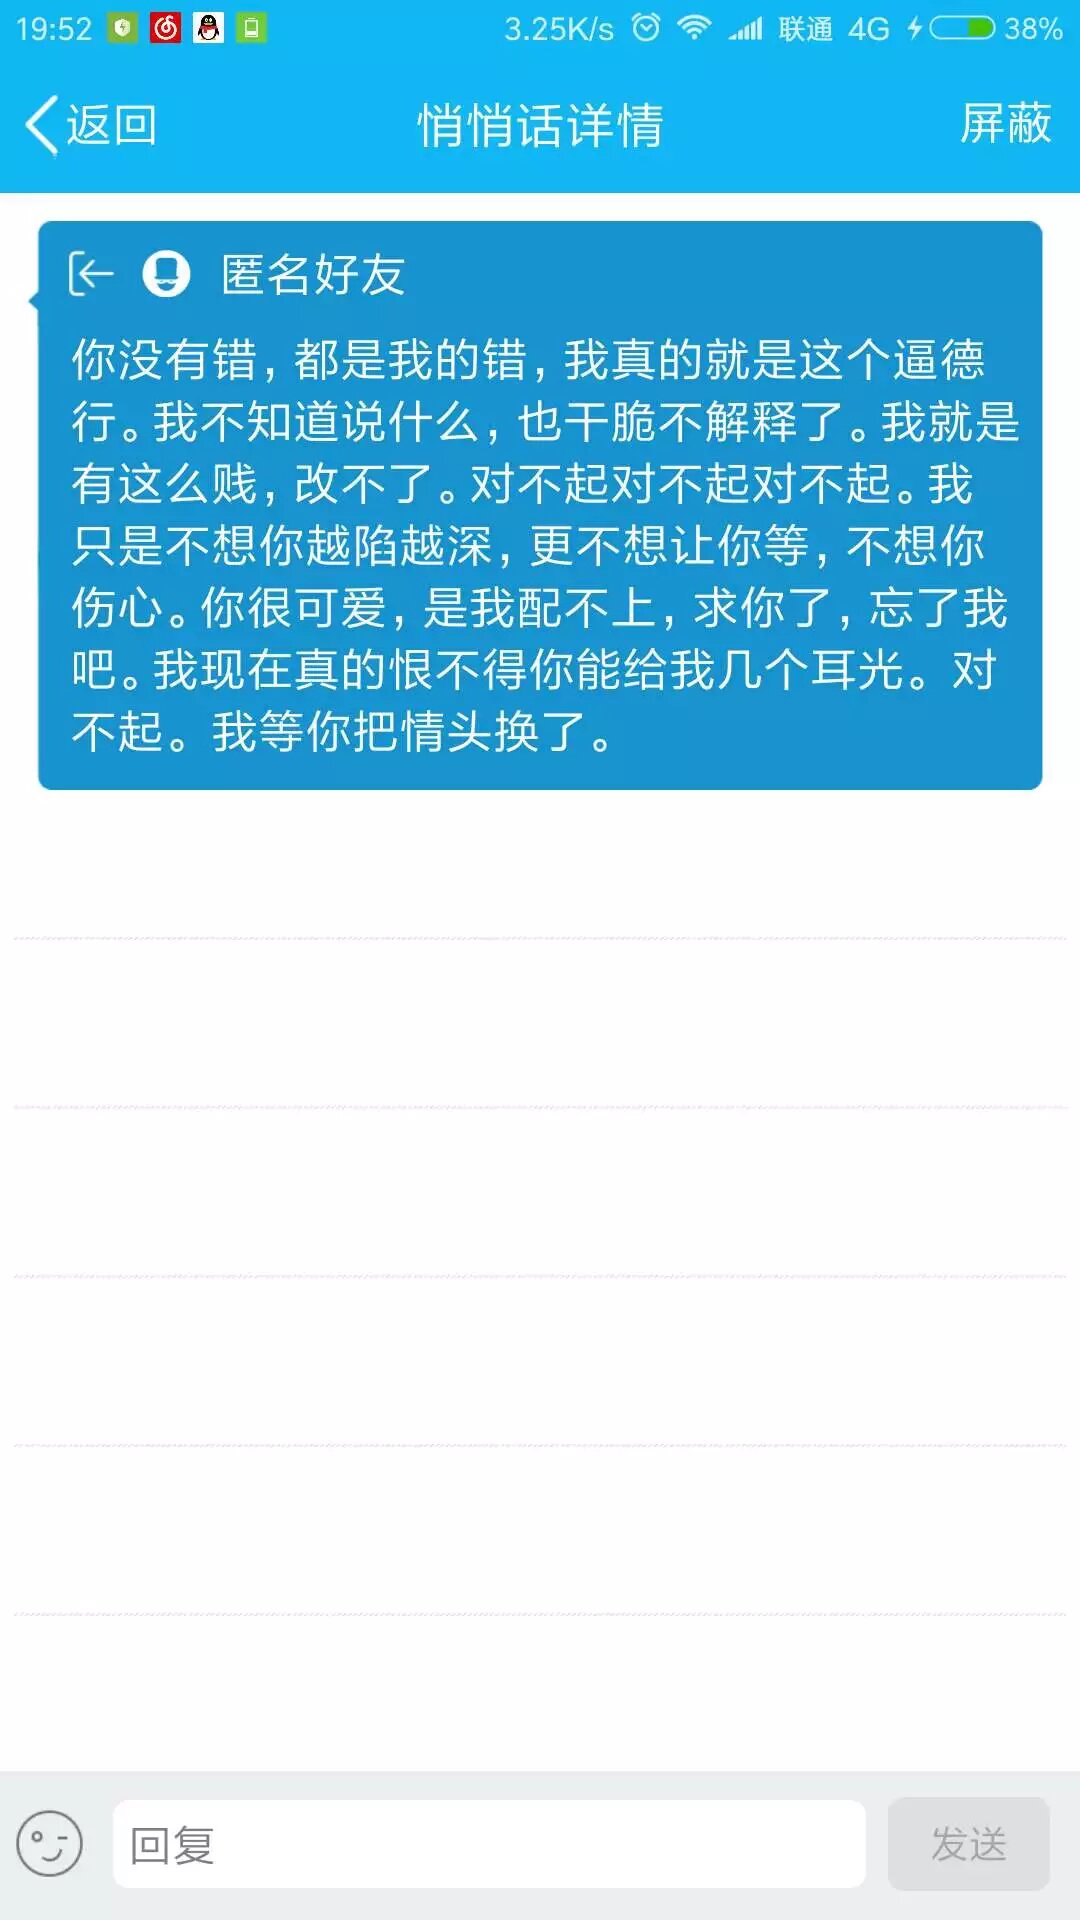 19:52 3.25K/s 联通 4G 38%
返回 悄悄话详情 屏蔽
匿名好友
你没有错，都是我的错，我真的就是这个逼德
行。我不知道说什么，也干脆不解释了。我就是
有这么贱，改不了。对不起对不起对不起。我
只是不想你越陷越深，更不想让你等，不想你
伤心。你很可爱，是我配不上，求你了，忘了我
吧。我现在真的恨不得你能给我几个耳光。对
不起。我等你把情头换了。
回复 发送